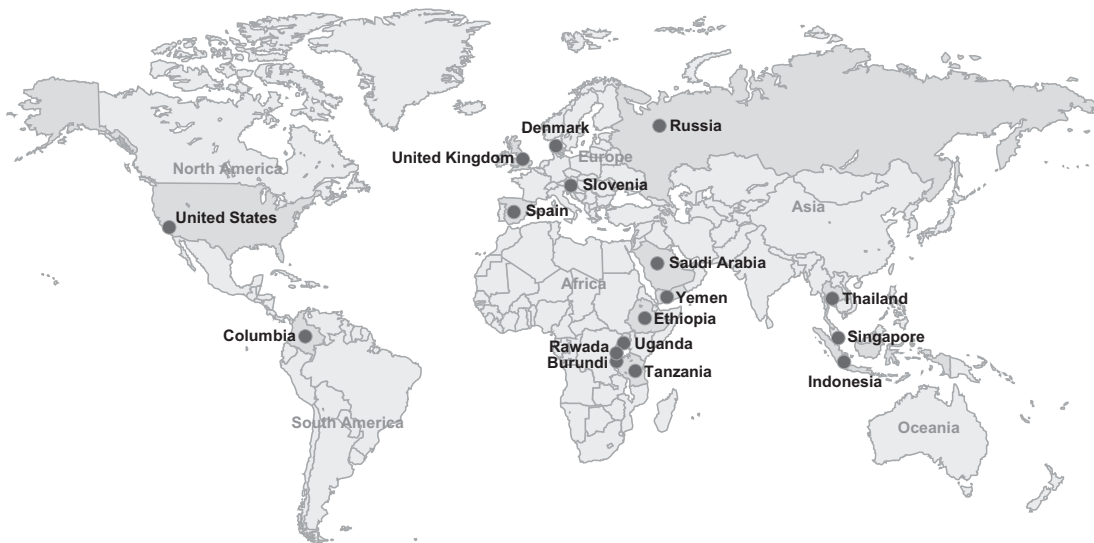 Denmark
Russia
United Kingdom
Europe
North America
Slovenia
Spain
United States
Asia
Saudi Arabia
Africa
Yemen
Thailand
Ethiopia
Columbia
Uganda
Singapore
Rawada
Burundi
Tanzania
Indonesia
South America
Oceania